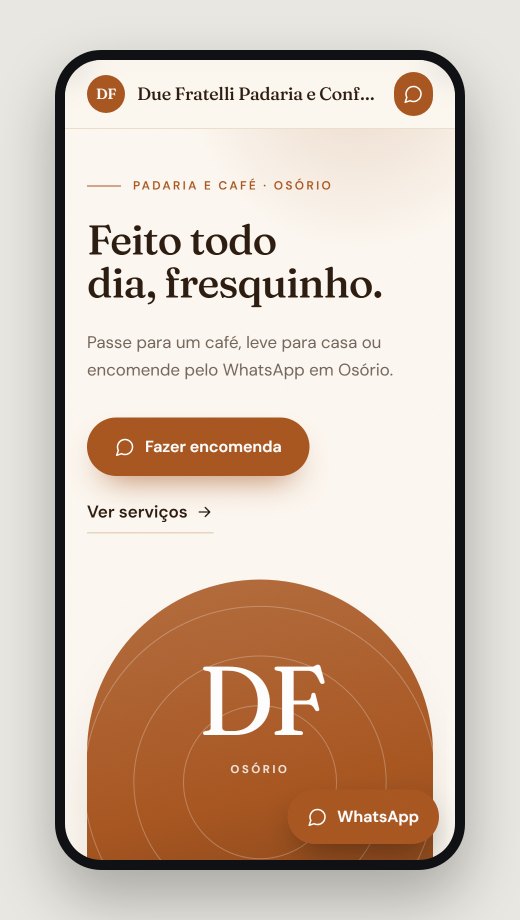 DF
Due Fratelli Padaria e Conf...
PADARIA E CAFÉ · OSÓRIO
Feito todo
dia, fresquinho.
Passe para um café, leve para casa ou
encomende pelo WhatsApp em Osório.
Fazer encomenda
Ver serviços →
DF
OSÓRIO
WhatsApp